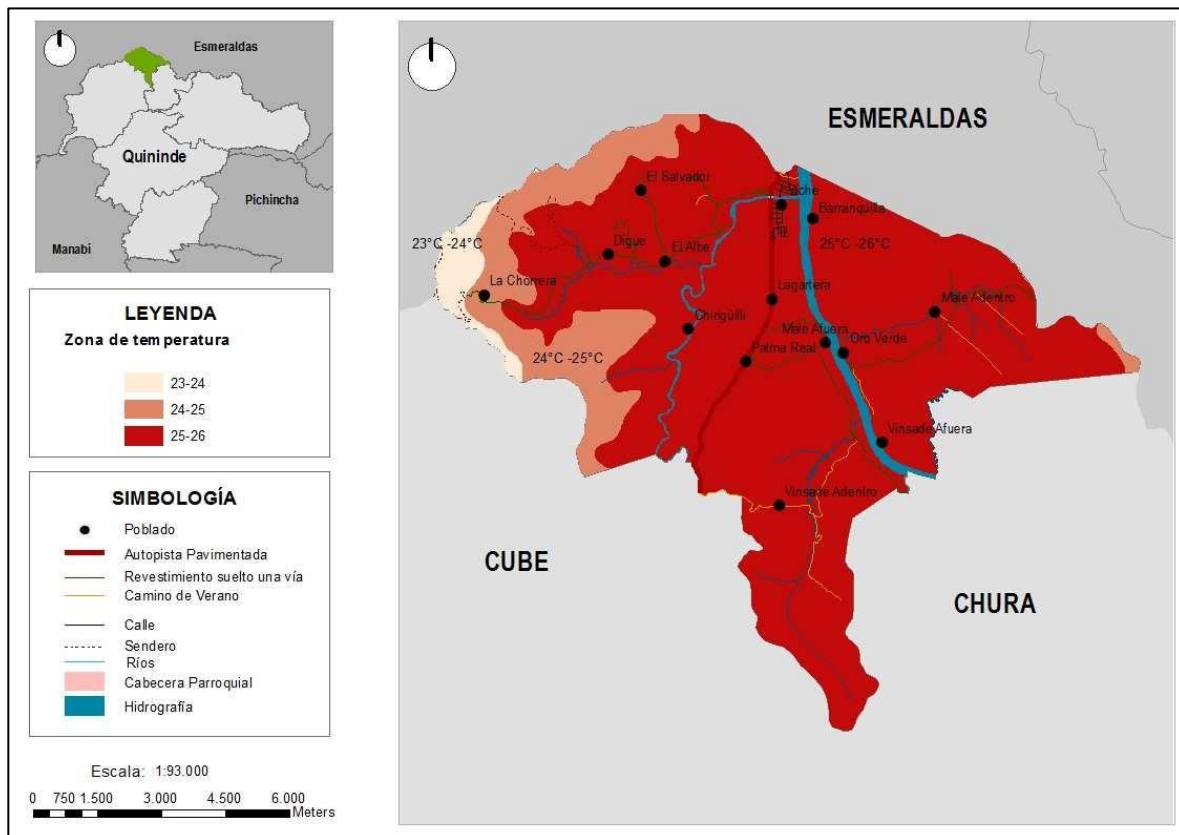 Esmeraldas
Quininde
Pichincha
Manabí
LEYENDA
Zona de temperatura
23-24
24-25
25-26
SIMBOLOGÍA
Poblado
Autopista Pavimentada
Revestimiento suelto una vía
Camino de Verano
Calle
Sendero
Ríos
Cabecera Parroquial
Hidrografía
Escala: 1:93.000
0 750 1.500 3.000 4.500 6.000
Meters
ESMERALDAS
El Salvador
Barranquilla
23°C -24°C
Digue
El Albe
25°C -26°C
La Chorrera
Lagartera
Male Adentro
Chingüilli
Male Afuera
Oro Verde
Palma Real
24°C -25°C
Vinsade Afuera
Vinsade Adentro
CUBE
CHURA